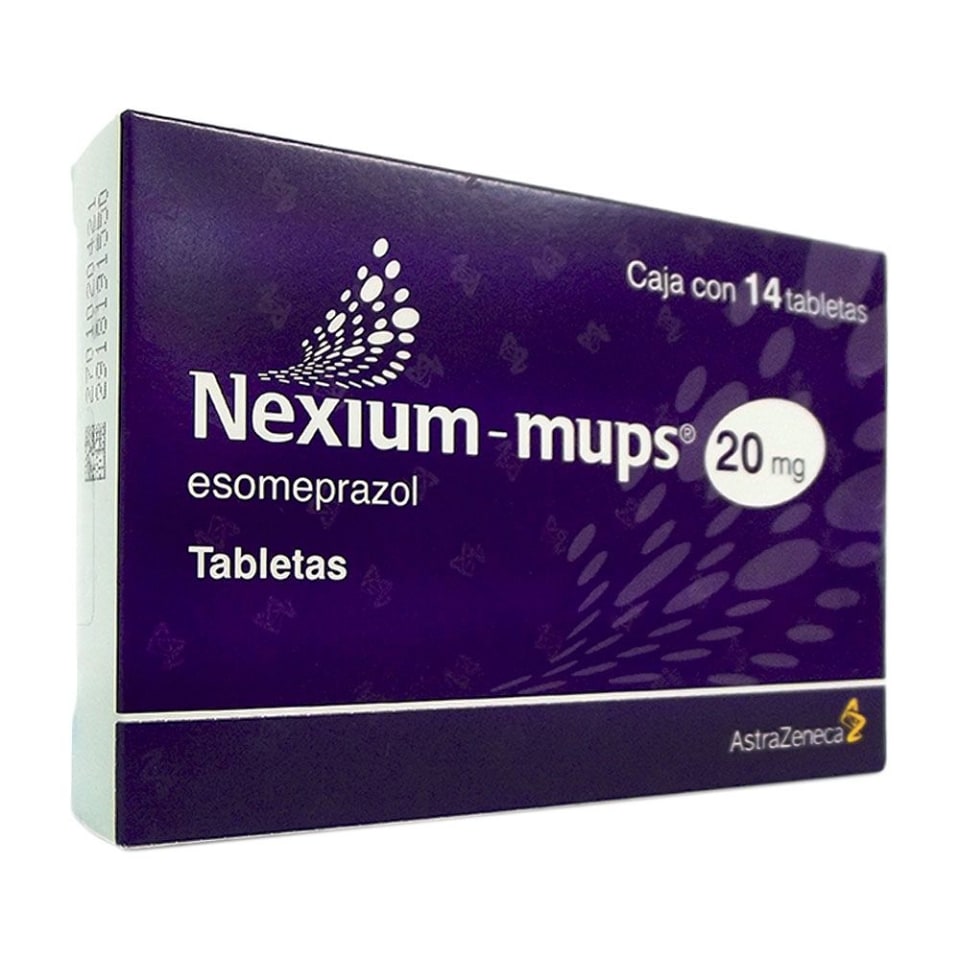 Caja con 14 tabletas
Nexium-mups® 20 mg
esomeprazol
Tabletas
AstraZeneca